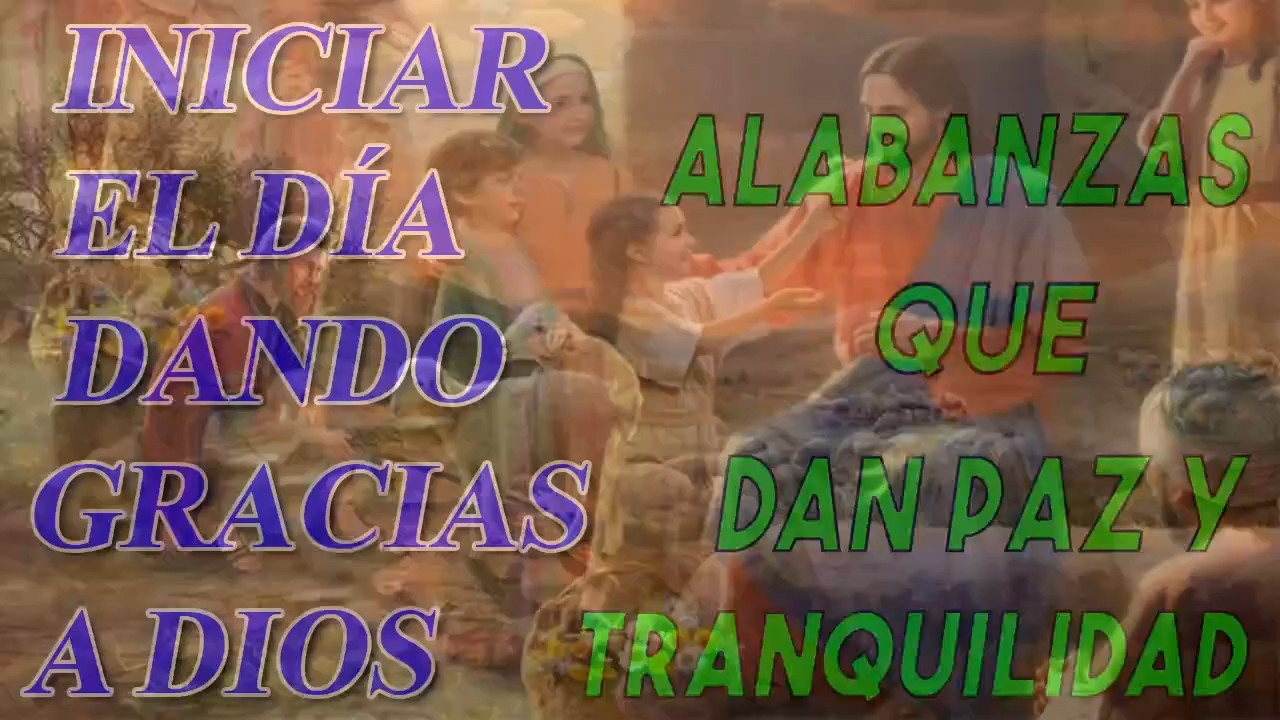 INICIAR
EL DÍA
DANDO
GRACIAS
A DIOS
ALABANZAS
QUE
DAN PAZ Y
TRANQUILIDAD